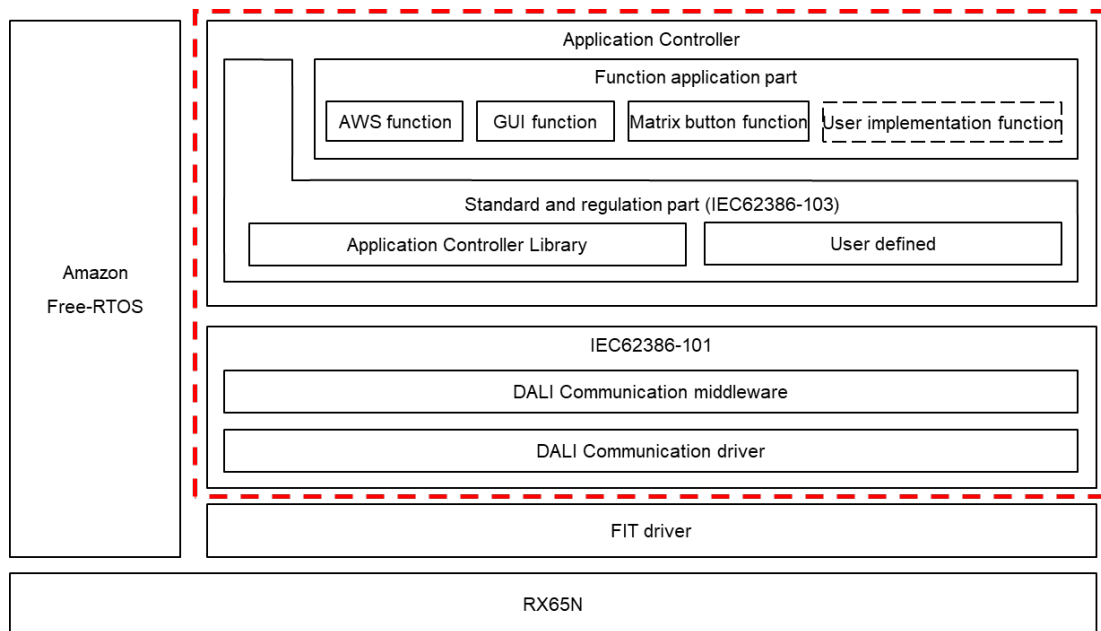 Application Controller
Function application part
AWS function
GUI function
Matrix button function
User implementation function
Standard and regulation part (IEC62386-103)
Application Controller Library
User defined
Amazon
Free-RTOS
IEC62386-101
DALI Communication middleware
DALI Communication driver
FIT driver
RX65N